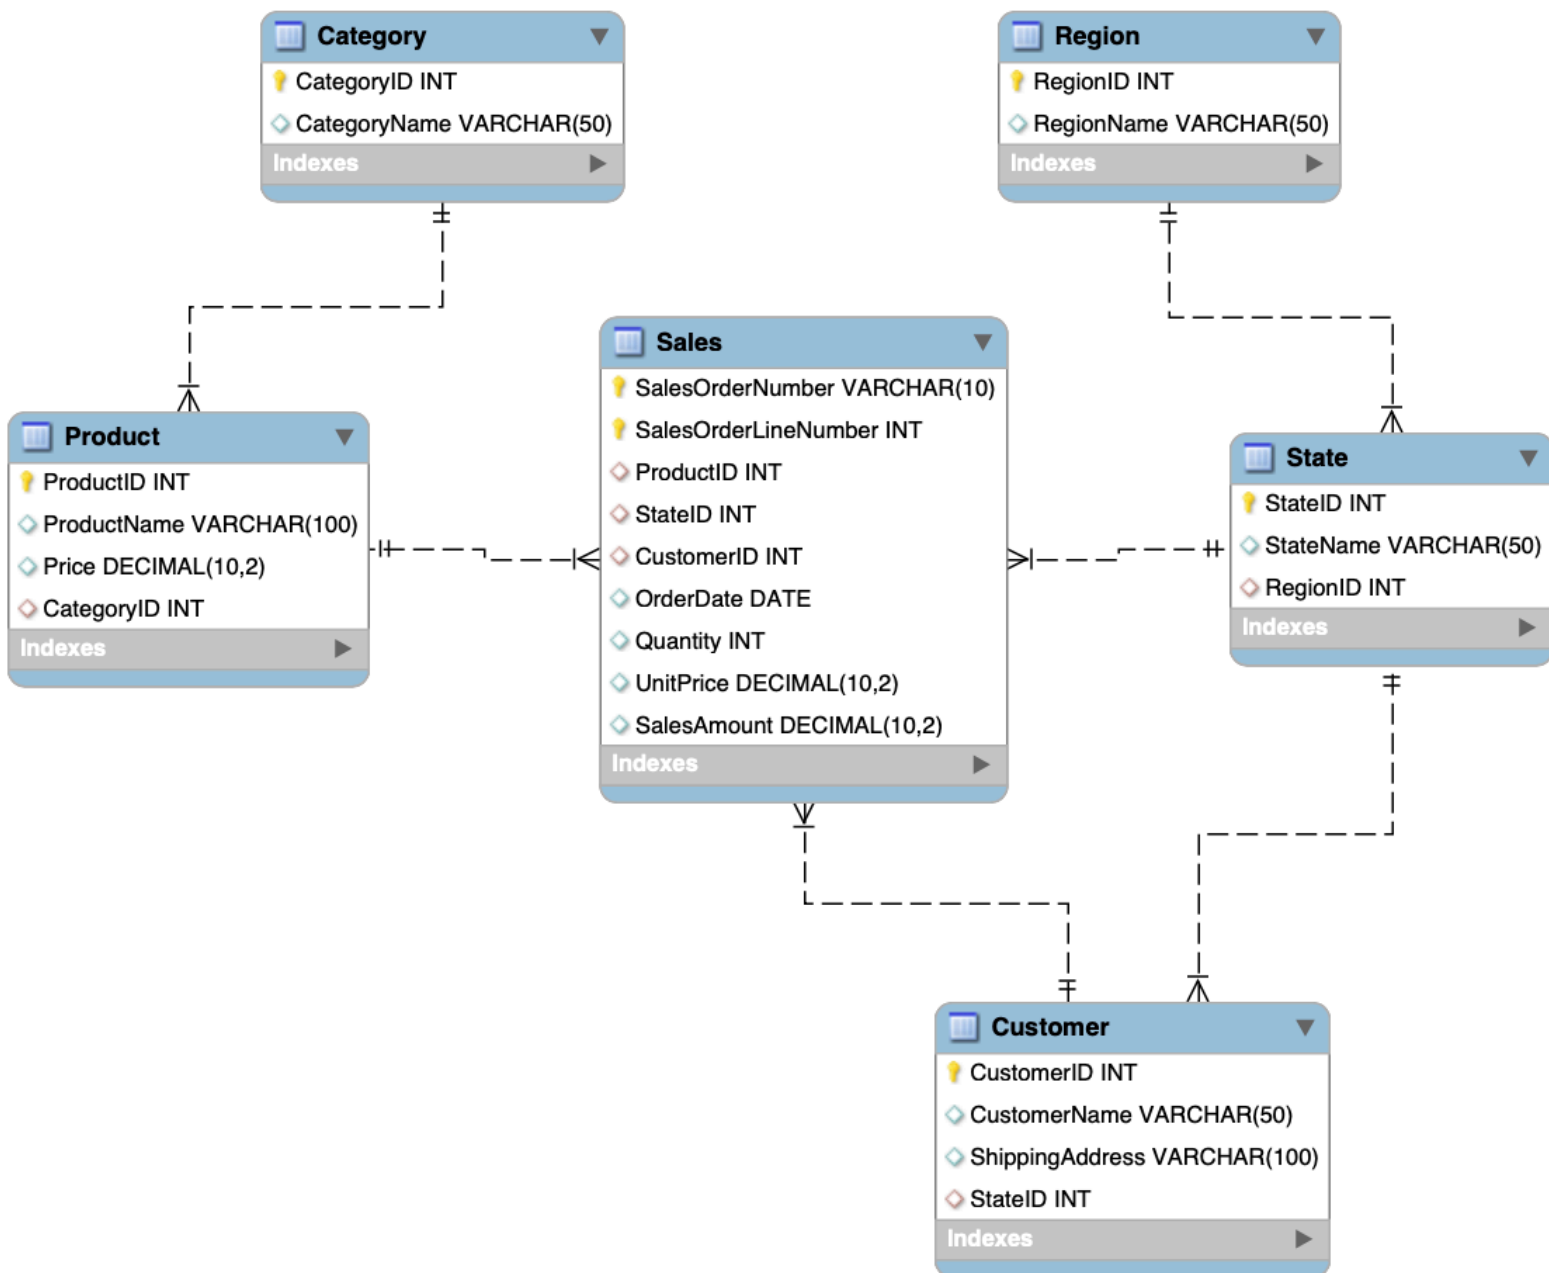 Category
CategoryID INT
CategoryName VARCHAR(50)
Indexes
Region
RegionID INT
RegionName VARCHAR(50)
Indexes
Product
ProductID INT
ProductName VARCHAR(100)
Price DECIMAL(10,2)
CategoryID INT
Indexes
Sales
SalesOrderNumber VARCHAR(10)
SalesOrderLineNumber INT
ProductID INT
StateID INT
CustomerID INT
OrderDate DATE
Quantity INT
UnitPrice DECIMAL(10,2)
SalesAmount DECIMAL(10,2)
Indexes
State
StateID INT
StateName VARCHAR(50)
RegionID INT
Indexes
Customer
CustomerID INT
CustomerName VARCHAR(50)
ShippingAddress VARCHAR(100)
StateID INT
Indexes